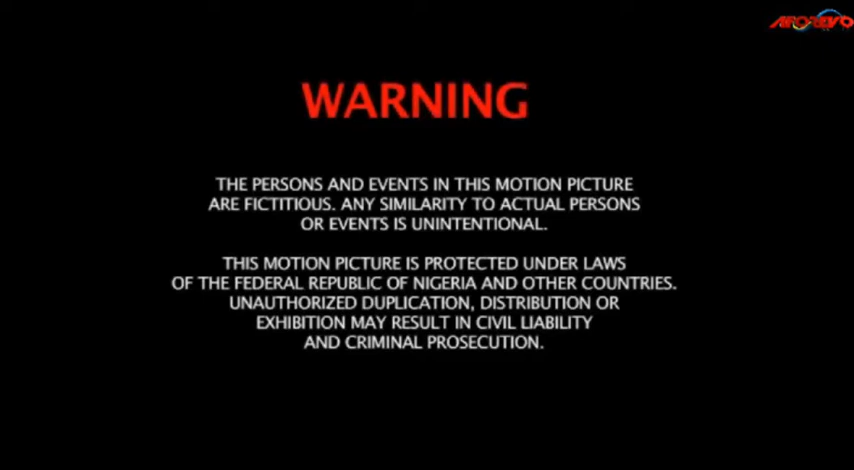 AFOREVO
WARNING
THE PERSONS AND EVENTS IN THIS MOTION PICTURE
ARE FICTITIOUS. ANY SIMILARITY TO ACTUAL PERSONS
OR EVENTS IS UNINTENTIONAL.
THIS MOTION PICTURE IS PROTECTED UNDER LAWS
OF THE FEDERAL REPUBLIC OF NIGERIA AND OTHER COUNTRIES.
UNAUTHORIZED DUPLICATION, DISTRIBUTION OR
EXHIBITION MAY RESULT IN CIVIL LIABILITY
AND CRIMINAL PROSECUTION.